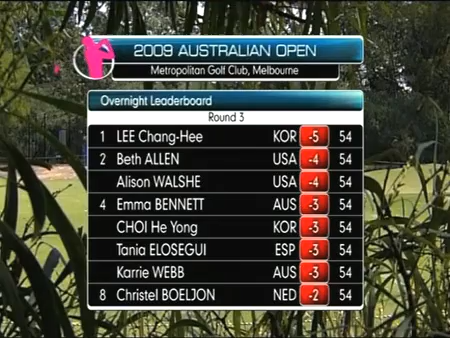 2009 AUSTRALIAN OPEN
Metropolitan Golf Club, Melbourne
Overnight Leaderboard
Round 3
1 LEE Chang-Hee KOR -5 54
2 Beth ALLEN USA -4 54
Alison WALSHE USA -4 54
4 Emma BENNETT AUS -3 54
CHOI He Yong KOR -3 54
Tania ELOSEGUI ESP -3 54
Karrie WEBB AUS -3 54
8 Christel BOELJON NED -2 54